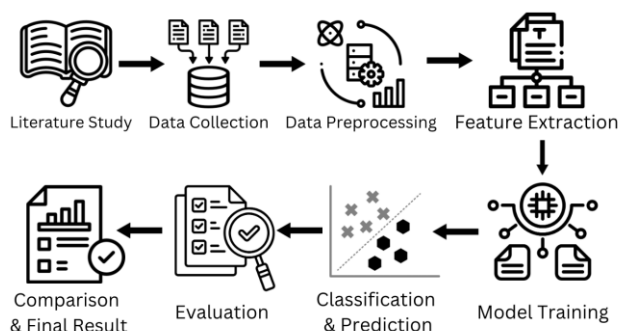 Literature Study
Data Collection
Data Preprocessing
Feature Extraction
T
Comparison
& Final Result
Evaluation
Classification
& Prediction
Model Training